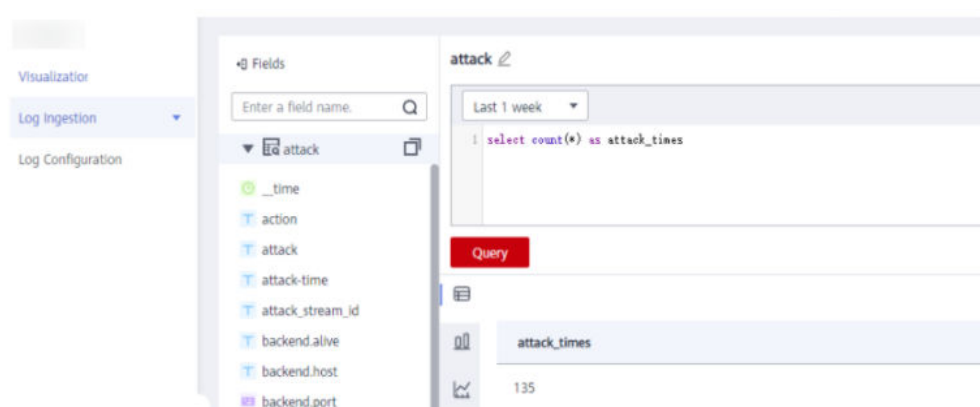 Visualization
Log Ingestion
Log Configuration
Fields
Enter a field name.
attack
__time
action
attack
attack-time
attack_stream_id
backend.alive
backend.host
backend.port
attack
Last 1 week
1 select count(*) as attack_times
Query
attack_times
135